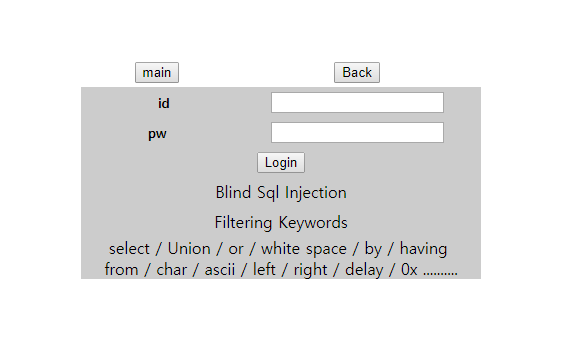 main Back
id
pw
Login
Blind Sql Injection
Filtering Keywords
select / Union / or / white space / by / having
from / char / ascii / left / right / delay / 0x ..........